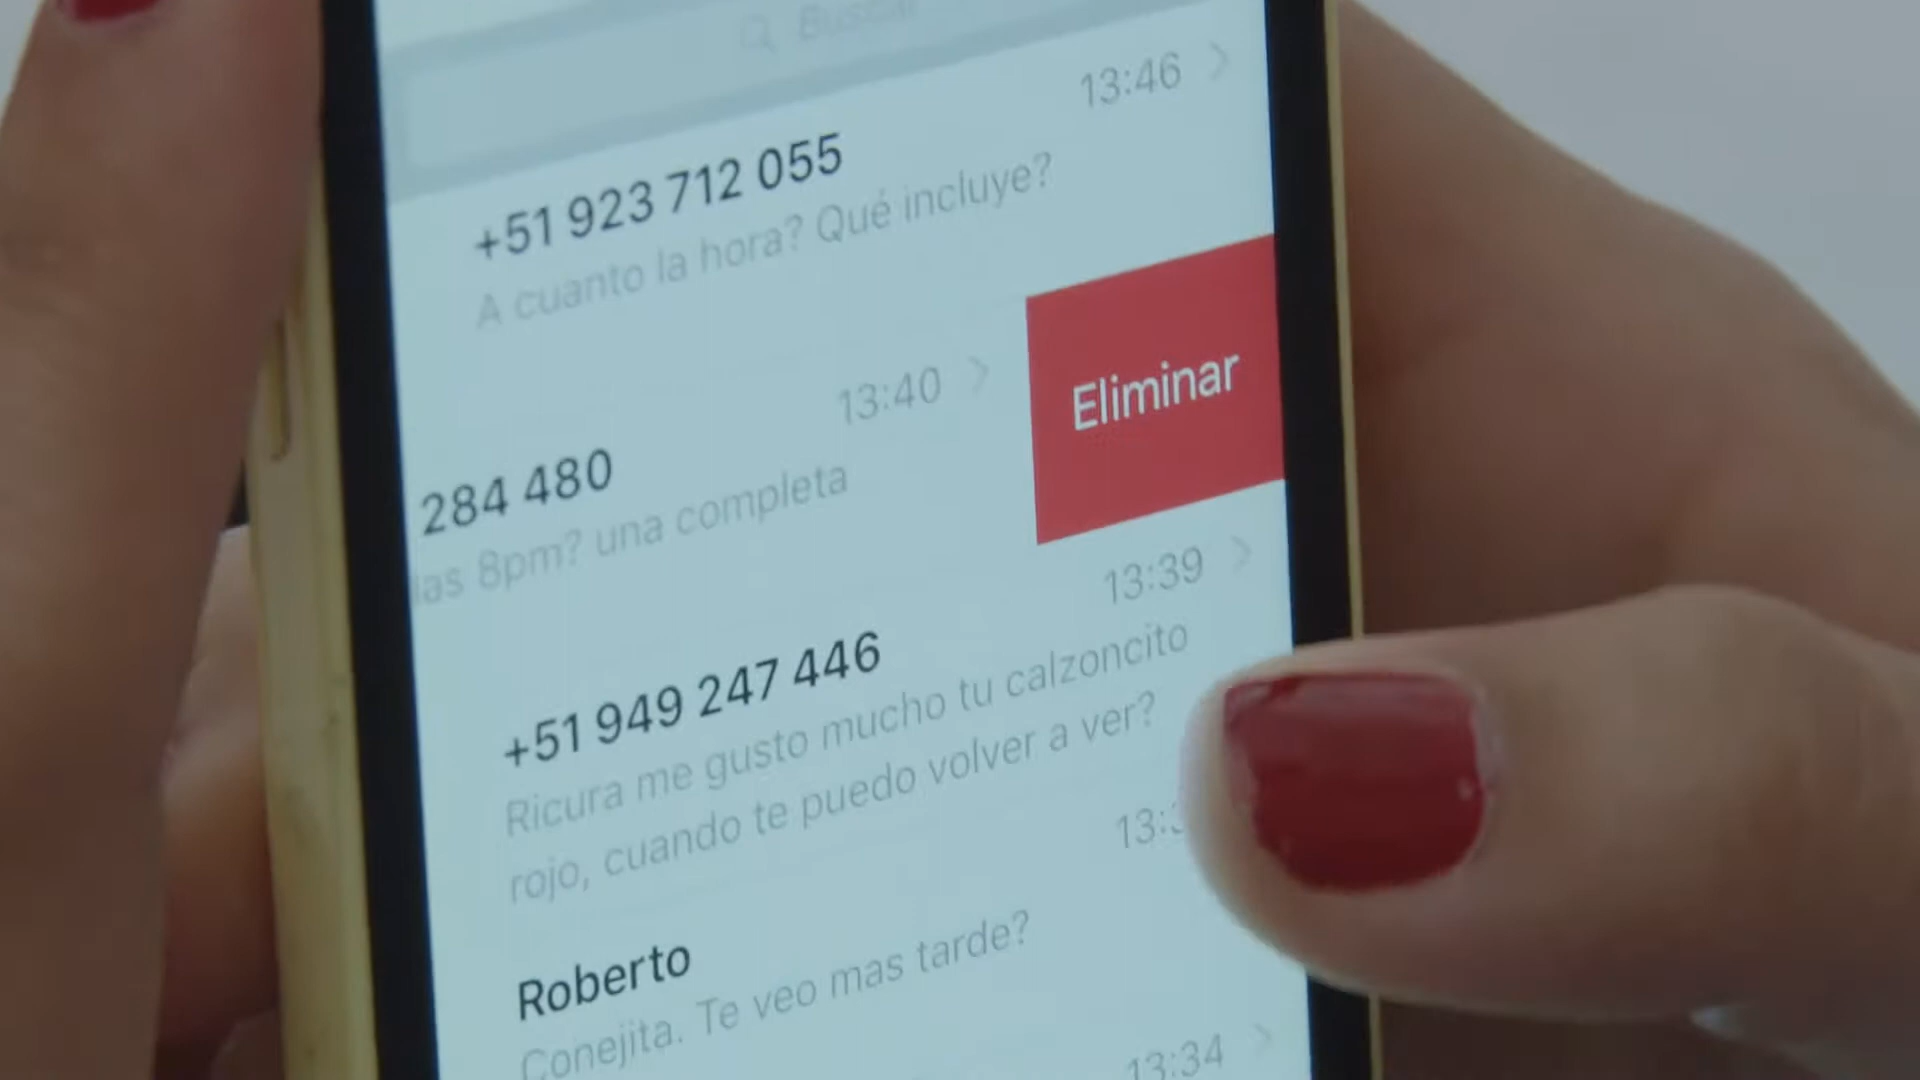 Buscar
13:46
+51 923 712 055
A cuanto la hora? Qué incluye?
13:40
Eliminar
284 480
las 8pm? una completa
13:39
+51 949 247 446
Ricura me gusto mucho tu calzoncito
rojo, cuando te puedo volver a ver?
13:3
Roberto
Conejita. Te veo mas tarde?
13:34